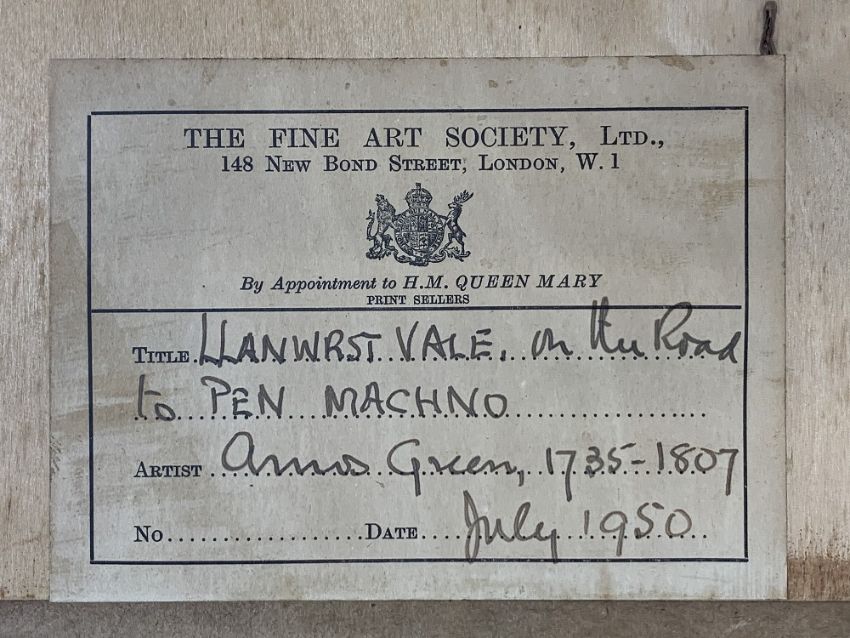 THE FINE ART SOCIETY, LTD.,
148 NEW BOND STREET, LONDON, W. 1
By Appointment to H.M. QUEEN MARY
PRINT SELLERS
TITLE LLANWRST VALE, on the Road
to PEN MACHNO
ARTIST Amos Green, 1735-1807
No. DATE July 1950